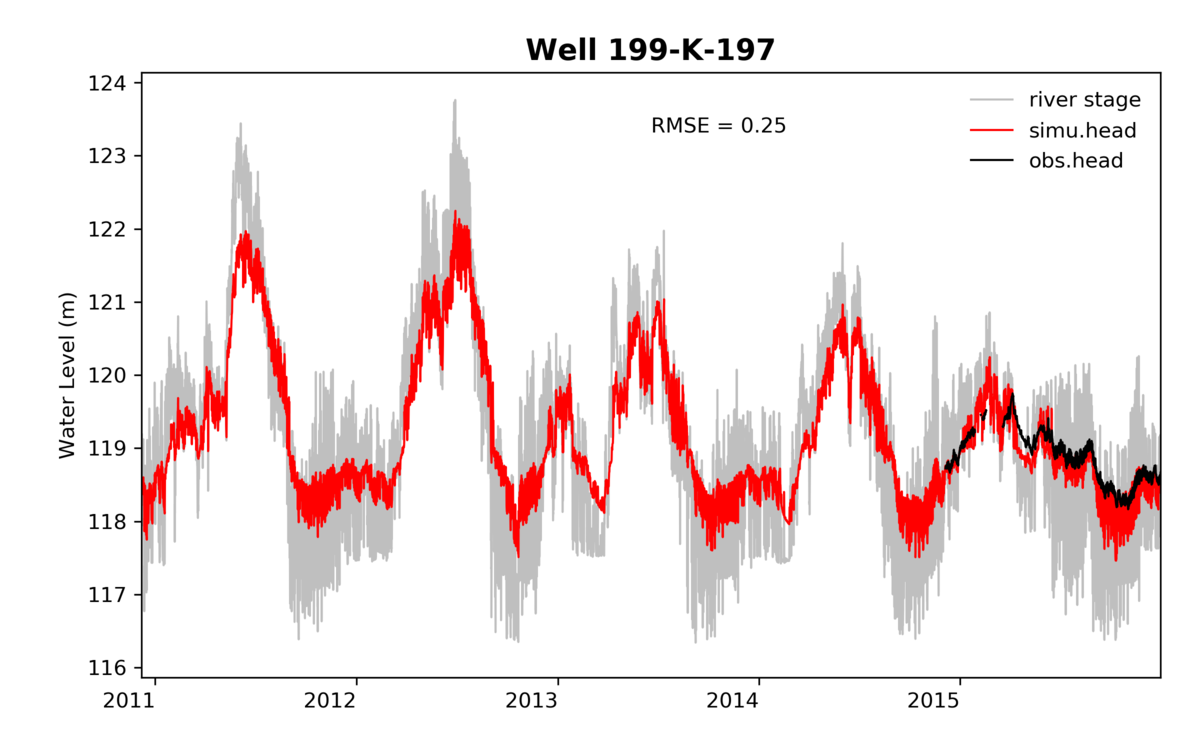 Well 199-K-197
RMSE = 0.25
river stage
simu.head
obs.head
Water Level (m)
124
123
122
121
120
119
118
117
116
2011 2012 2013 2014 2015